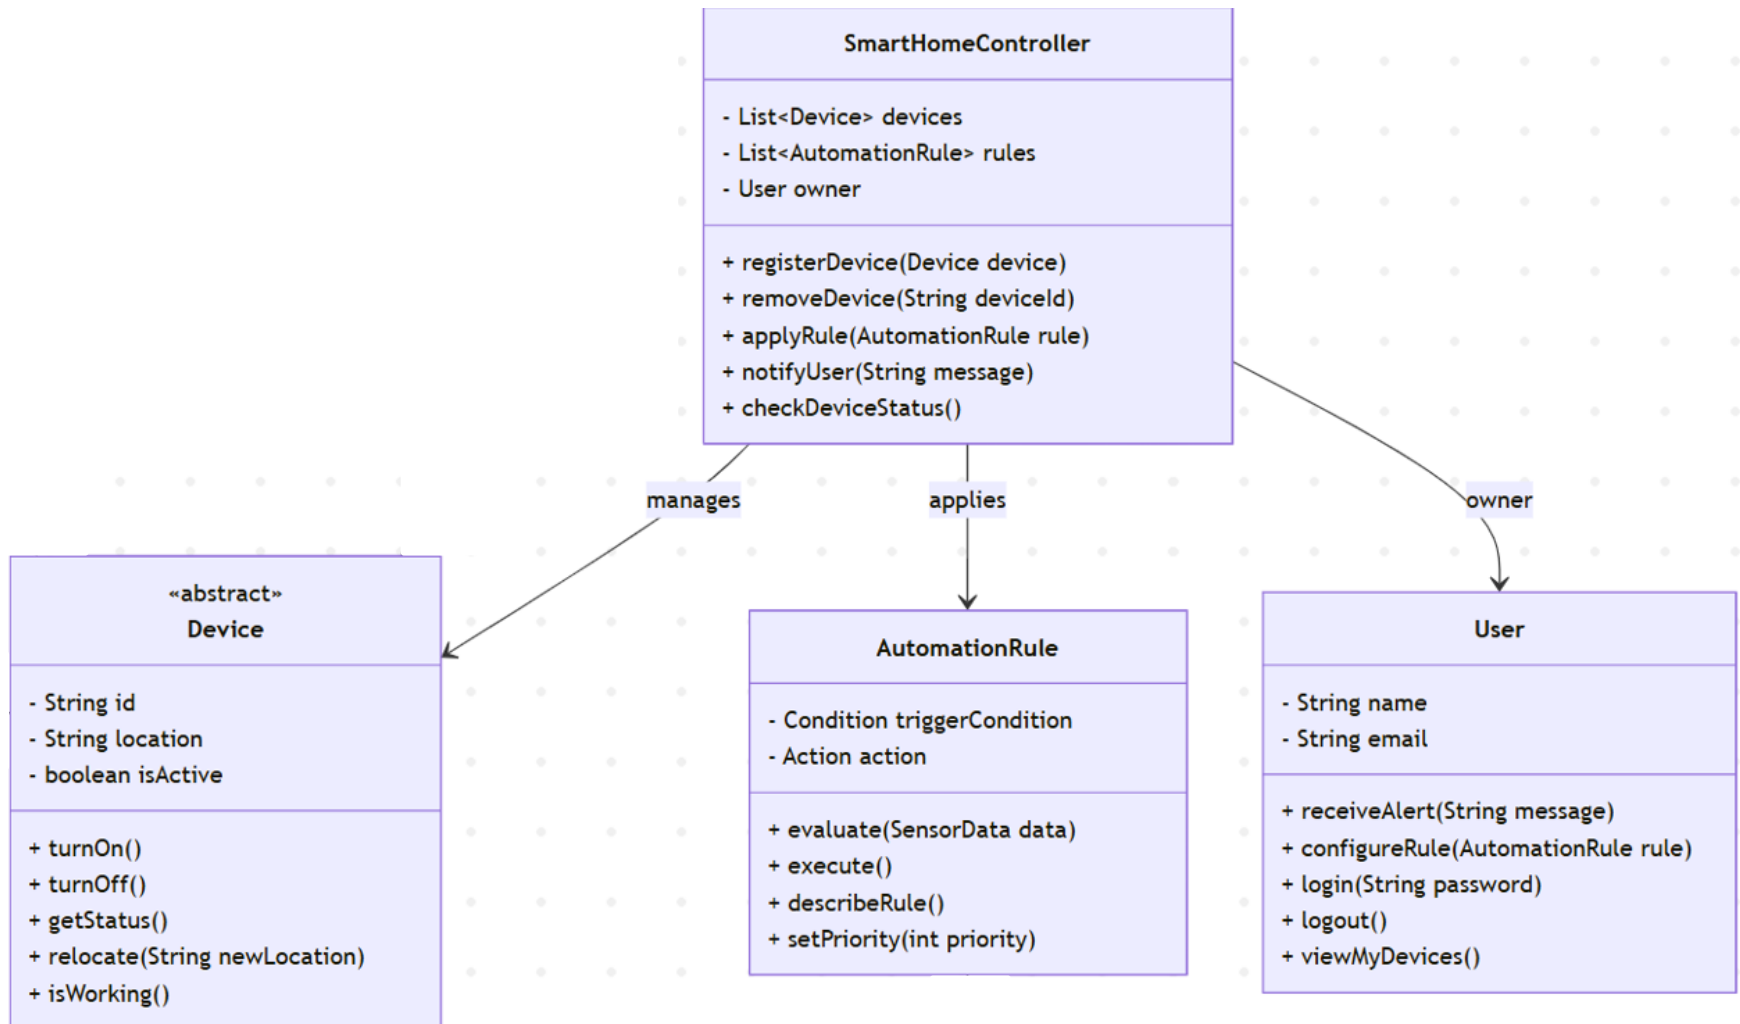 SmartHomeController
- List<Device> devices
- List<AutomationRule> rules
- User owner
+ registerDevice(Device device)
+ removeDevice(String deviceId)
+ applyRule(AutomationRule rule)
+ notifyUser(String message)
+ checkDeviceStatus()
manages
applies
owner
«abstract»
Device
- String id
- String location
- boolean isActive
+ turnOn()
+ turnOff()
+ getStatus()
+ relocate(String newLocation)
+ isWorking()
AutomationRule
- Condition triggerCondition
- Action action
+ evaluate(SensorData data)
+ execute()
+ describeRule()
+ setPriority(int priority)
User
- String name
- String email
+ receiveAlert(String message)
+ configureRule(AutomationRule rule)
+ login(String password)
+ logout()
+ viewMyDevices()